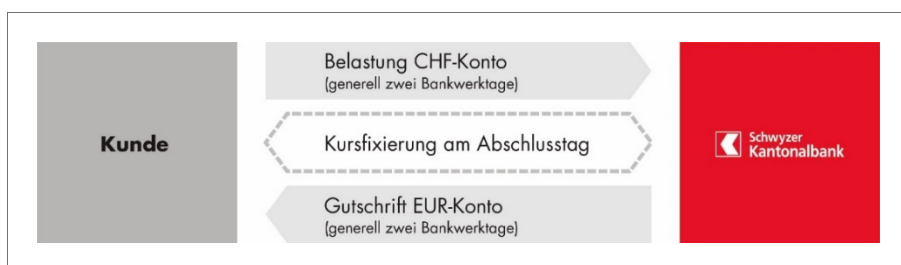 Kunde
Belastung CHF-Konto
(generell zwei Bankwerktage)
Kursfixierung am Abschlusstag
Gutschrift EUR-Konto
(generell zwei Bankwerktage)
Schwyzer
Kantonalbank